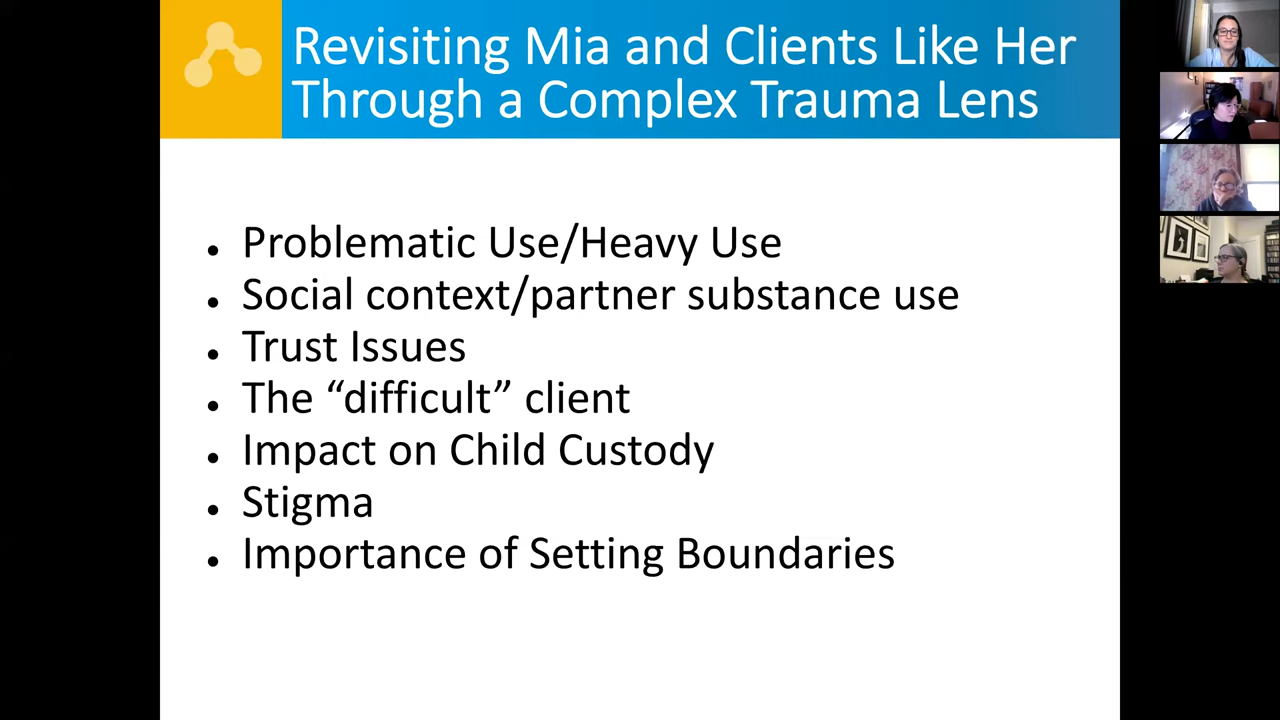 Revisiting Mia and Clients Like Her
Through a Complex Trauma Lens
• Problematic Use/Heavy Use
• Social context/partner substance use
• Trust Issues
• The “difficult” client
• Impact on Child Custody
• Stigma
• Importance of Setting Boundaries